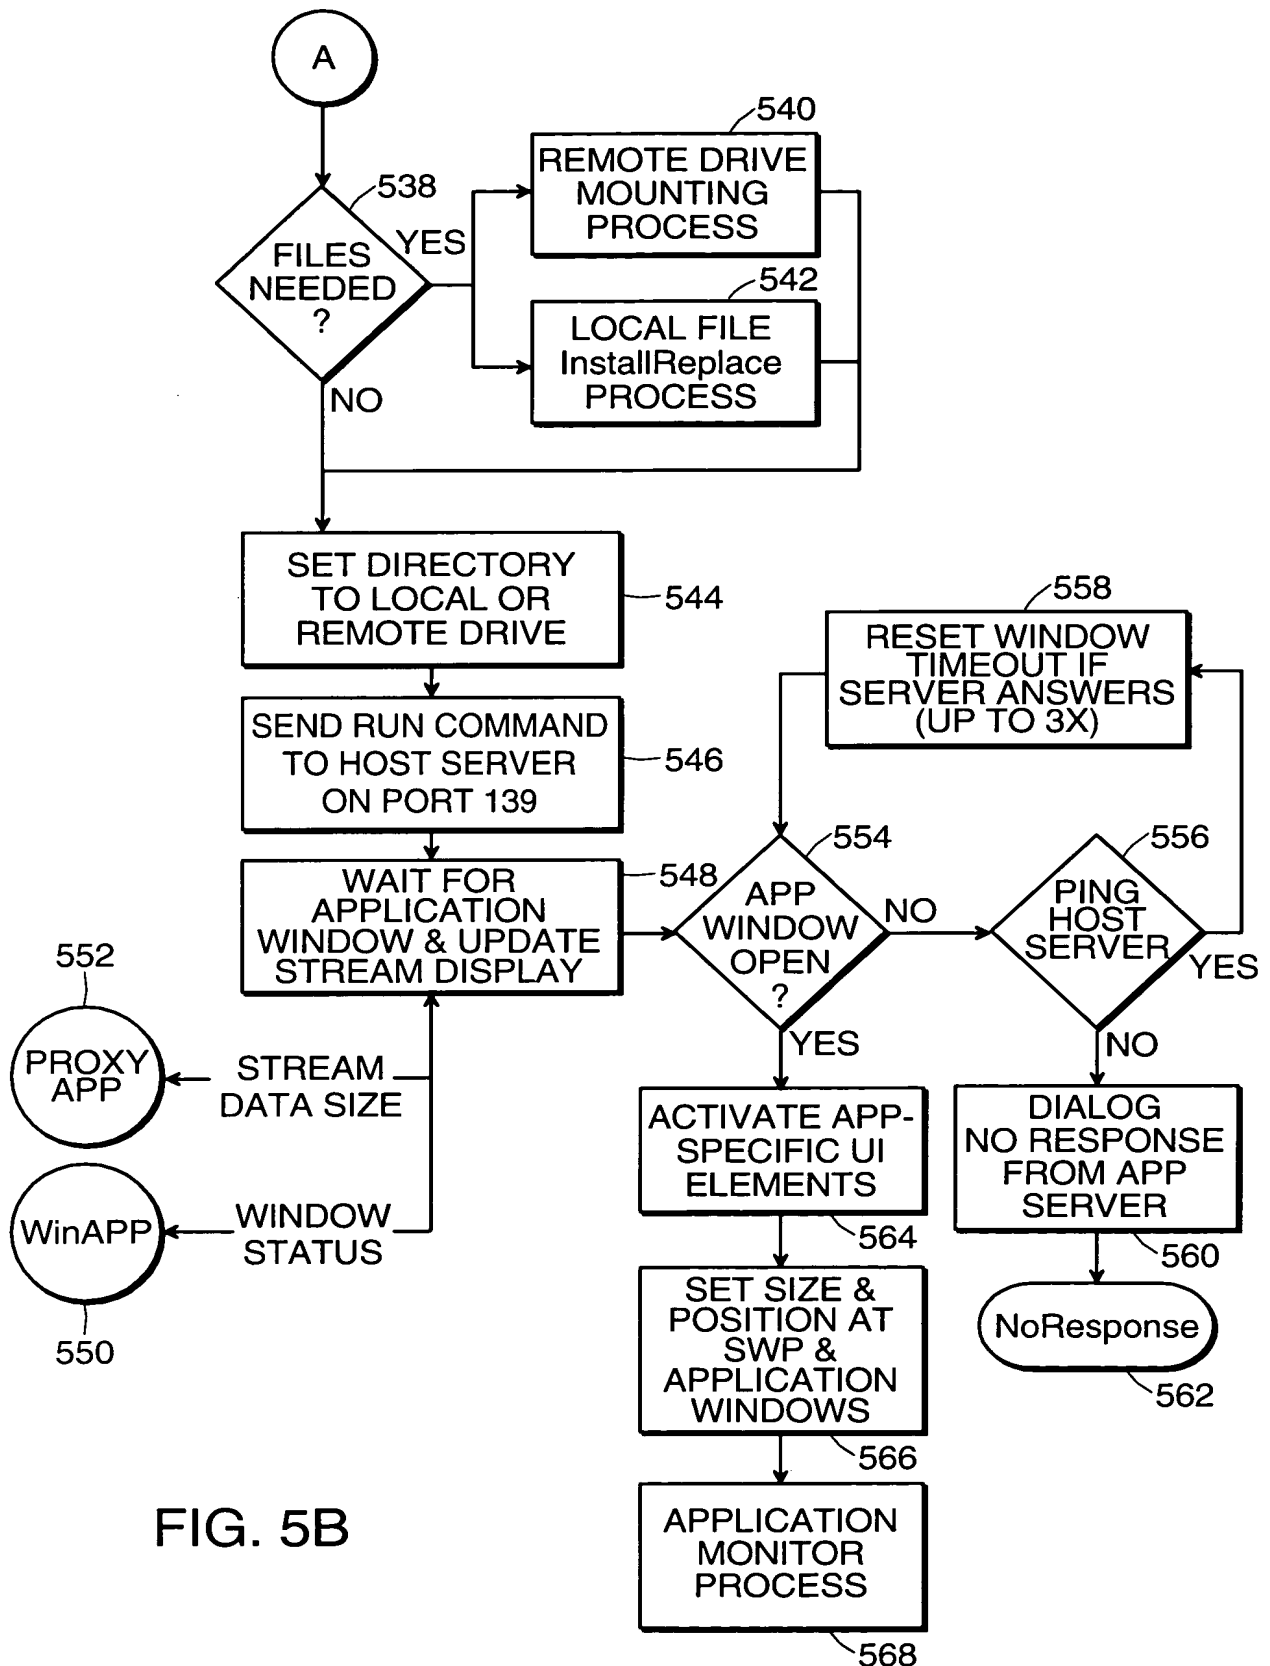 A
540
REMOTE DRIVE
MOUNTING
PROCESS
538
FILES
NEEDED
?
YES
NO
542
LOCAL FILE
InstallReplace
PROCESS
SET DIRECTORY
TO LOCAL OR
REMOTE DRIVE
544
558
RESET WINDOW
TIMEOUT IF
SERVER ANSWERS
(UP TO 3X)
SEND RUN COMMAND
TO HOST SERVER
ON PORT 139
546
WAIT FOR
APPLICATION
WINDOW & UPDATE
STREAM DISPLAY
548
554
APP
WINDOW
OPEN
?
NO
YES
556
PING
HOST
SERVER
YES
NO
552
PROXY
APP
STREAM
DATA SIZE
WinAPP
WINDOW
STATUS
550
ACTIVATE APP-
SPECIFIC UI
ELEMENTS
564
DIALOG
NO RESPONSE
FROM APP
SERVER
560
NoResponse
562
SET SIZE &
POSITION AT
SWP &
APPLICATION
WINDOWS
566
APPLICATION
MONITOR
PROCESS
568
FIG. 5B